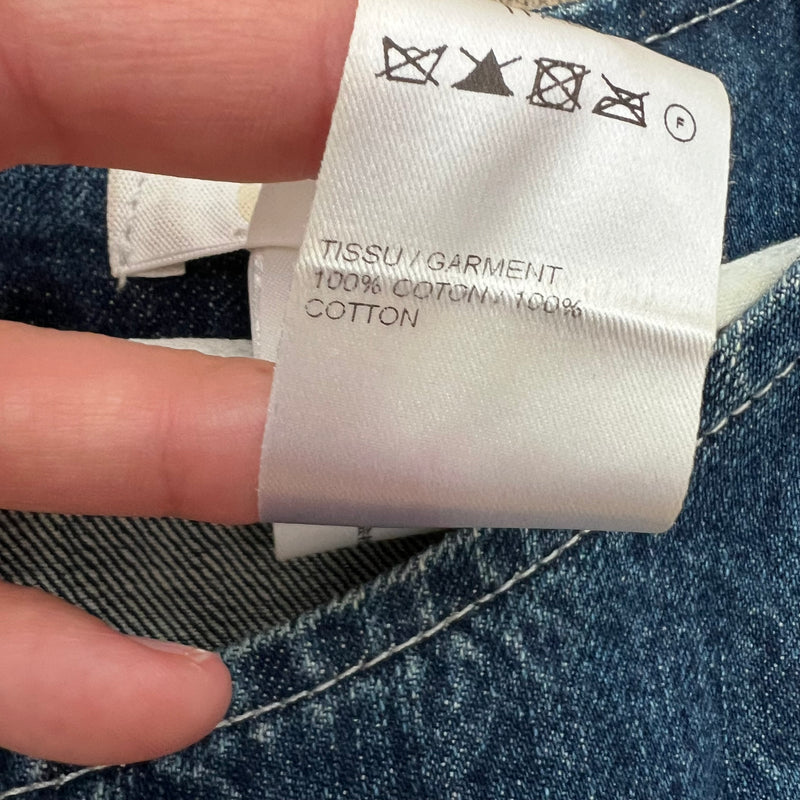 F
TISSU / GARMENT
100% COTON / 100%
COTTON